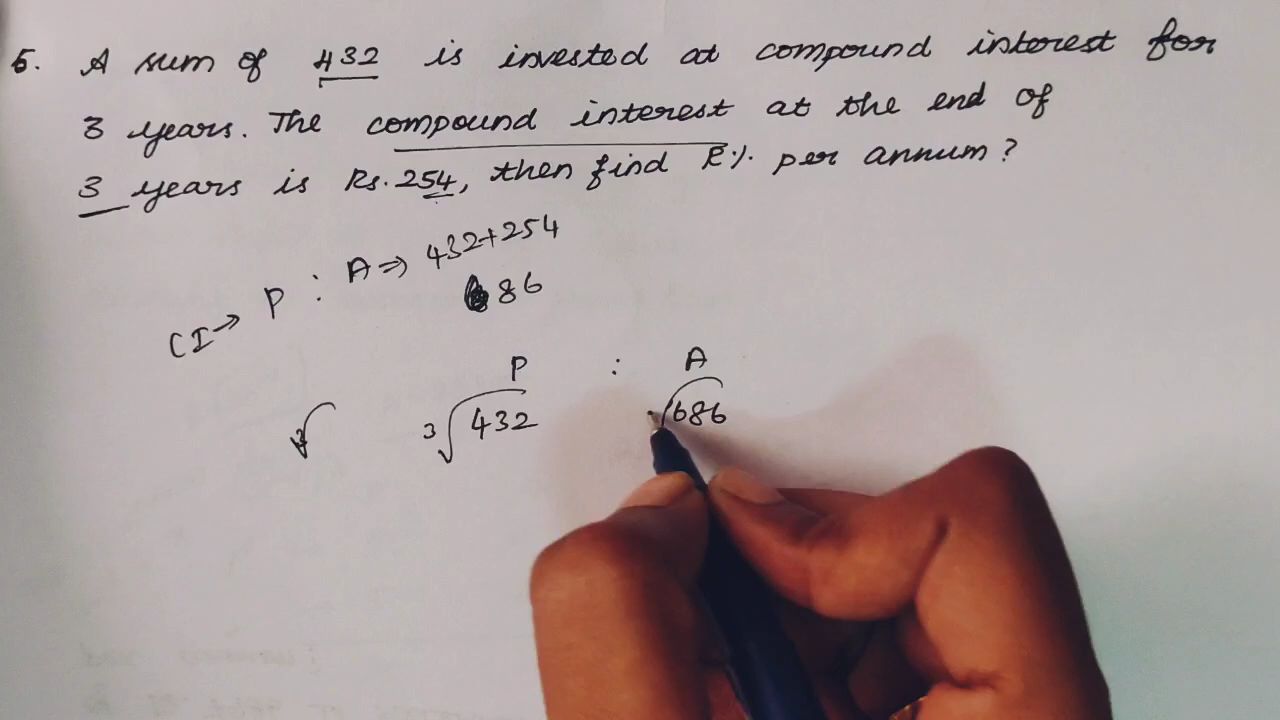 5. A sum of 432 is invested at compound interest for
3 years. The compound interest at the end of
3 years is Rs. 254, then find R%. per annum?
CI → P : A ⇒ 432+254
686
P : A
√ ³√432 √686